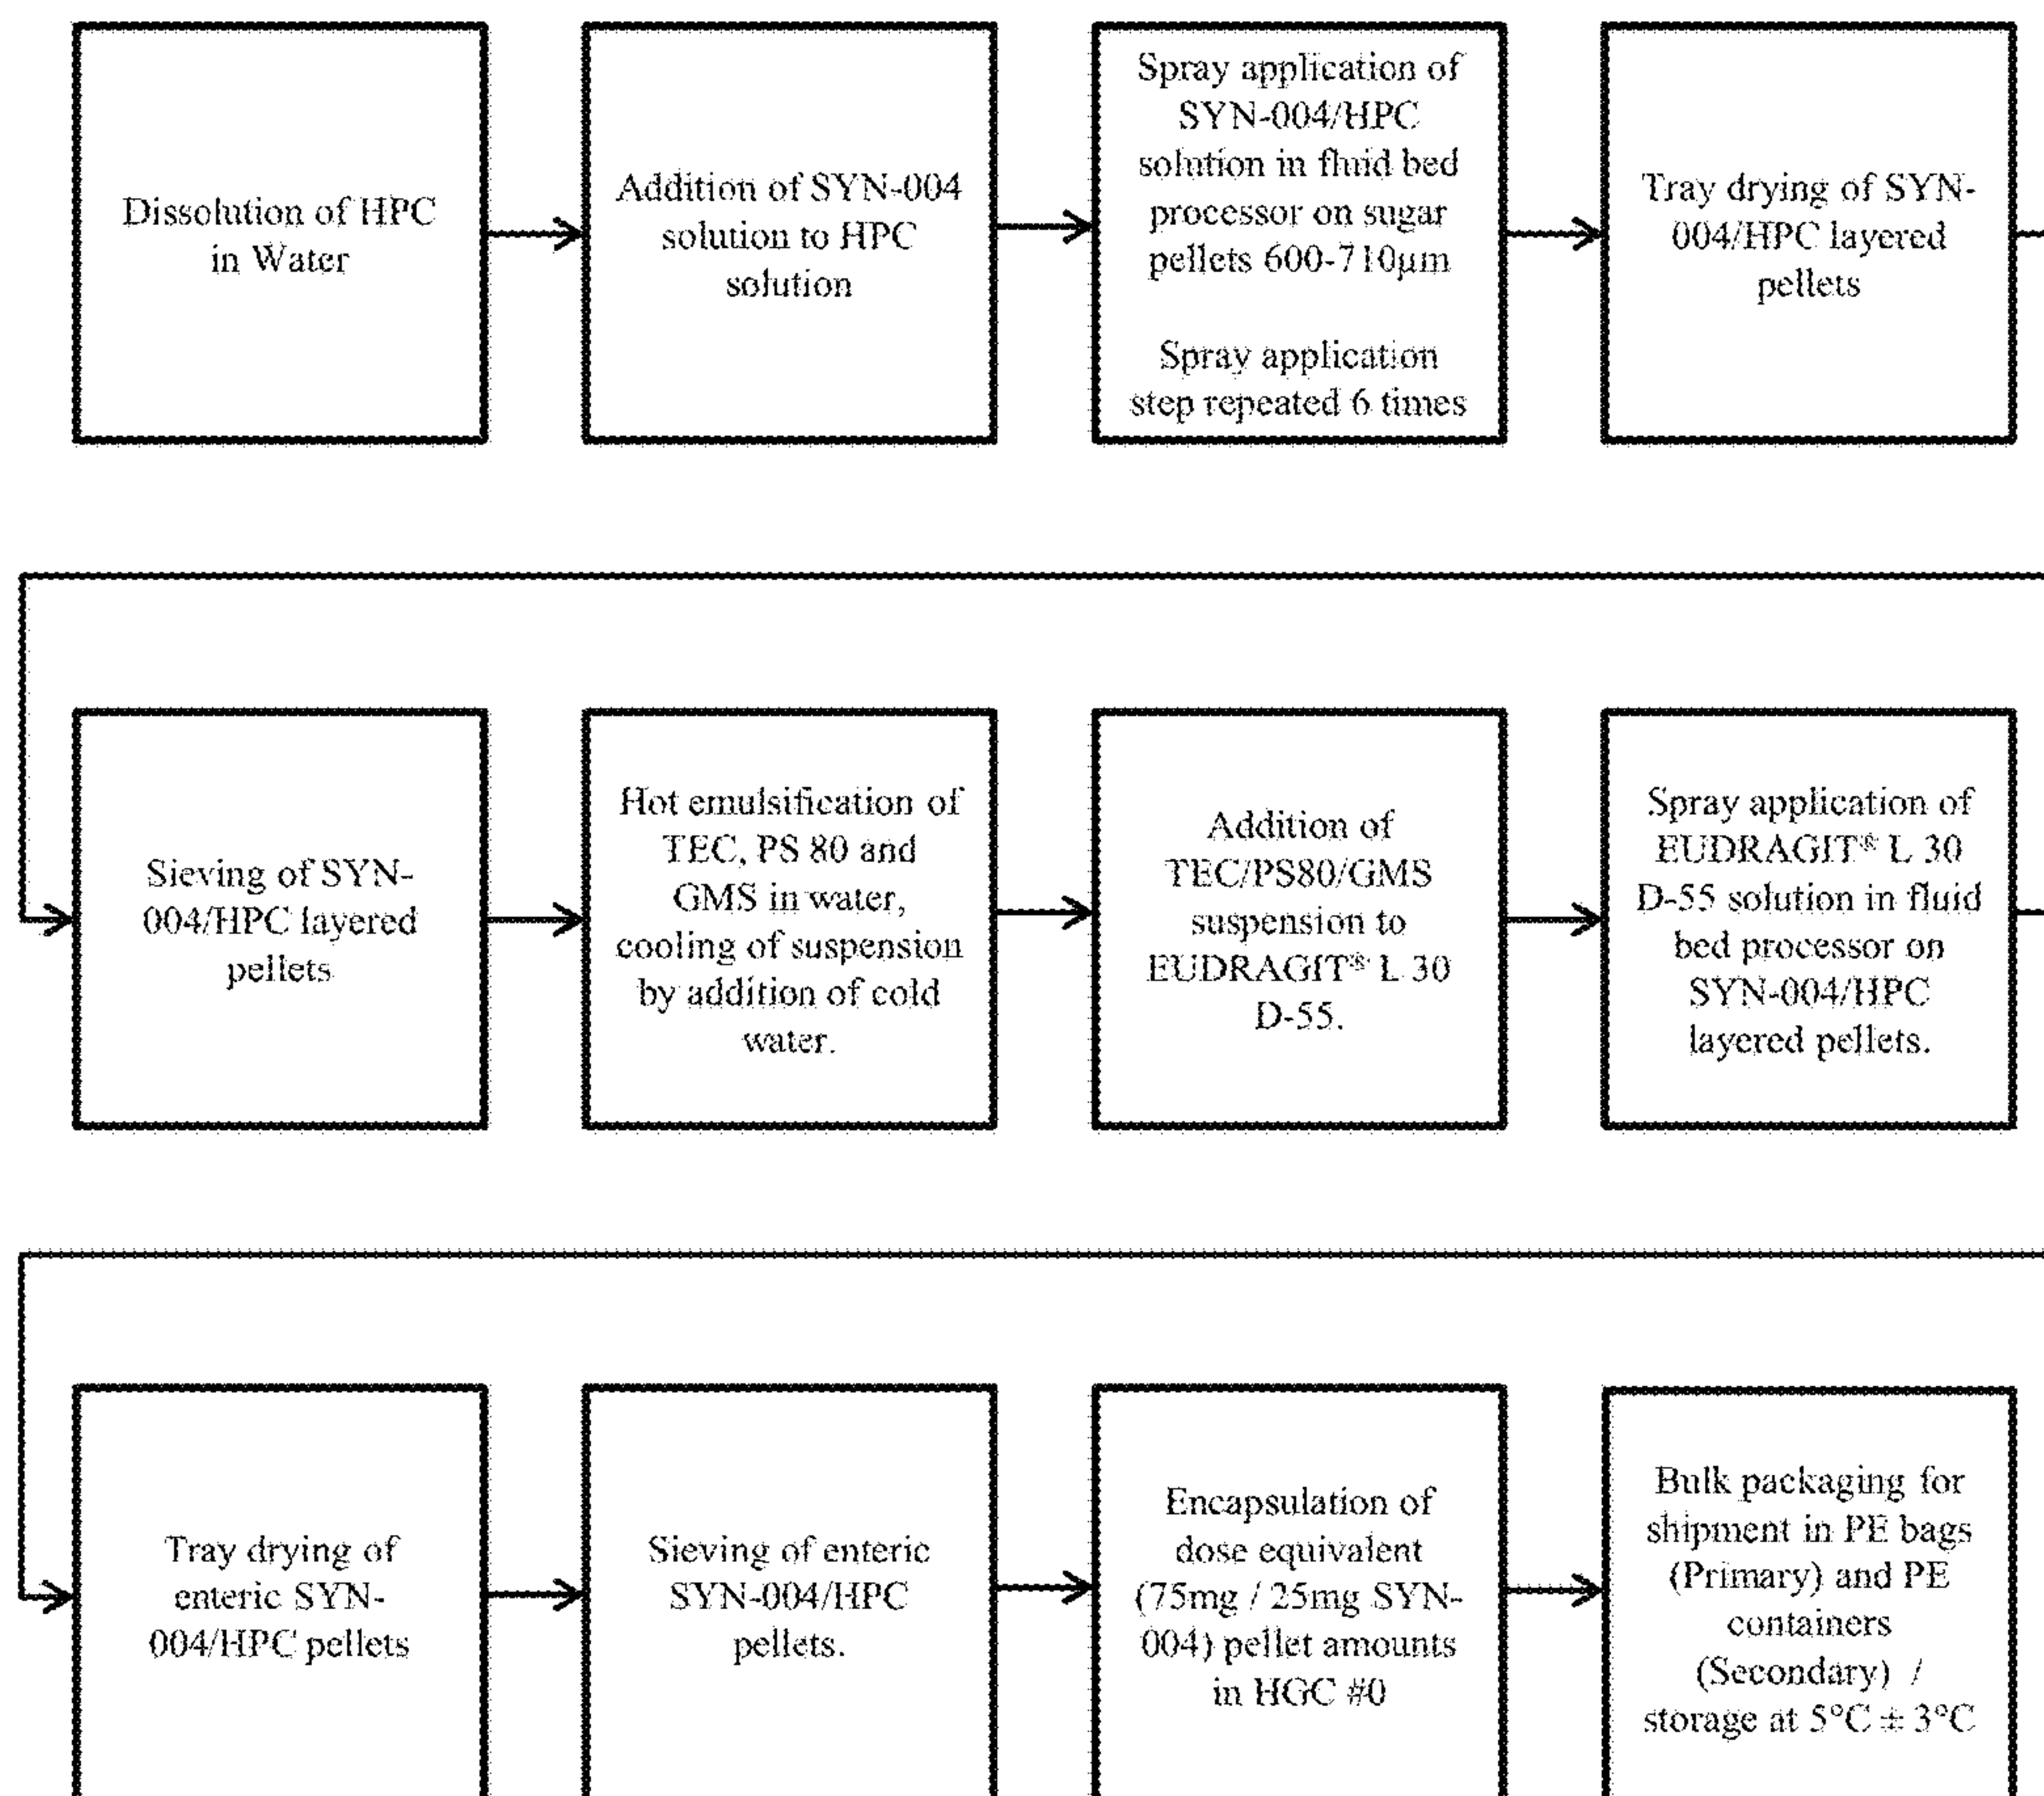 Dissolution of HPC
in Water
Addition of SYN-004
solution to HPC
solution
Spray application of
SYN-004/HPC
solution in fluid bed
processor on sugar
pellets 600-710µm
Spray application
step repeated 6 times
Tray drying of SYN-
004/HPC layered
pellets
Sieving of SYN-
004/HPC layered
pellets
Hot emulsification of
TEC, PS 80 and
GMS in water,
cooling of suspension
by addition of cold
water.
Addition of
TEC/PS80/GMS
suspension to
EUDRAGIT® L 30
D-55.
Spray application of
EUDRAGIT® L 30
D-55 solution in fluid
bed processor on
SYN-004/HPC
layered pellets.
Tray drying of
enteric SYN-
004/HPC pellets
Sieving of enteric
SYN-004/HPC
pellets.
Encapsulation of
dose equivalent
(75mg / 25mg SYN-
004) pellet amounts
in HGC #0
Bulk packaging for
shipment in PE bags
(Primary) and PE
containers
(Secondary) /
storage at 5°C ± 3°C